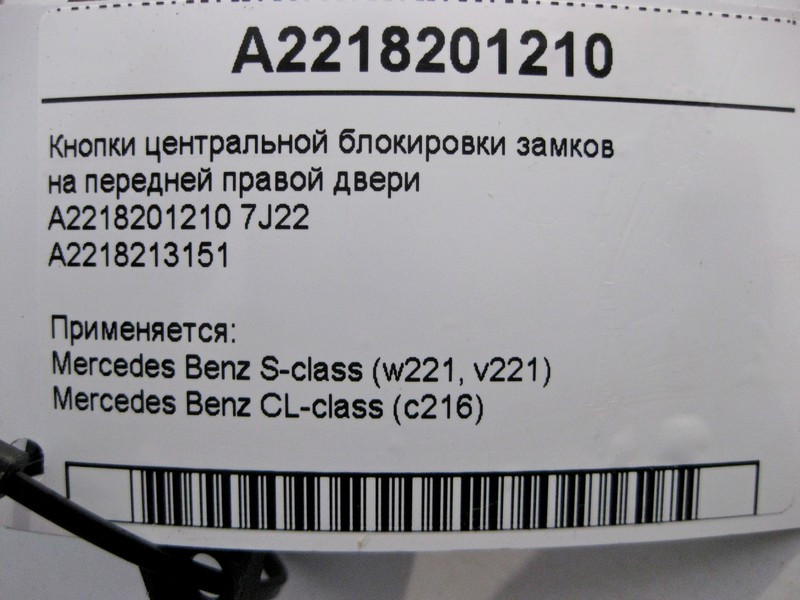 A2218201210
Кнопки центральной блокировки замков
на передней правой двери
A2218201210 7J22
A2218213151
Применяется:
Mercedes Benz S-class (w221, v221)
Mercedes Benz CL-class (c216)